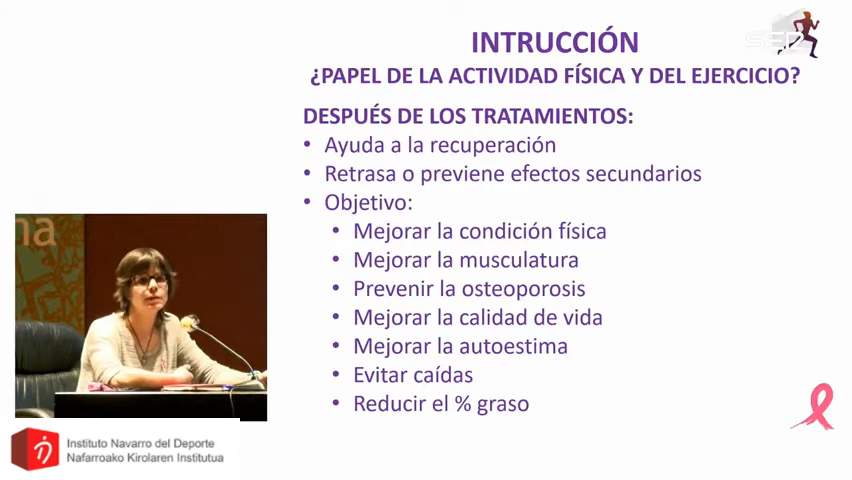 INTRUCCIÓN
¿PAPEL DE LA ACTIVIDAD FÍSICA Y DEL EJERCICIO?
SER
DESPUÉS DE LOS TRATAMIENTOS:
• Ayuda a la recuperación
• Retrasa o previene efectos secundarios
• Objetivo:
• Mejorar la condición física
• Mejorar la musculatura
• Prevenir la osteoporosis
• Mejorar la calidad de vida
• Mejorar la autoestima
• Evitar caídas
• Reducir el % graso
na
Instituto Navarro del Deporte
Nafarroako Kirolaren Institutua